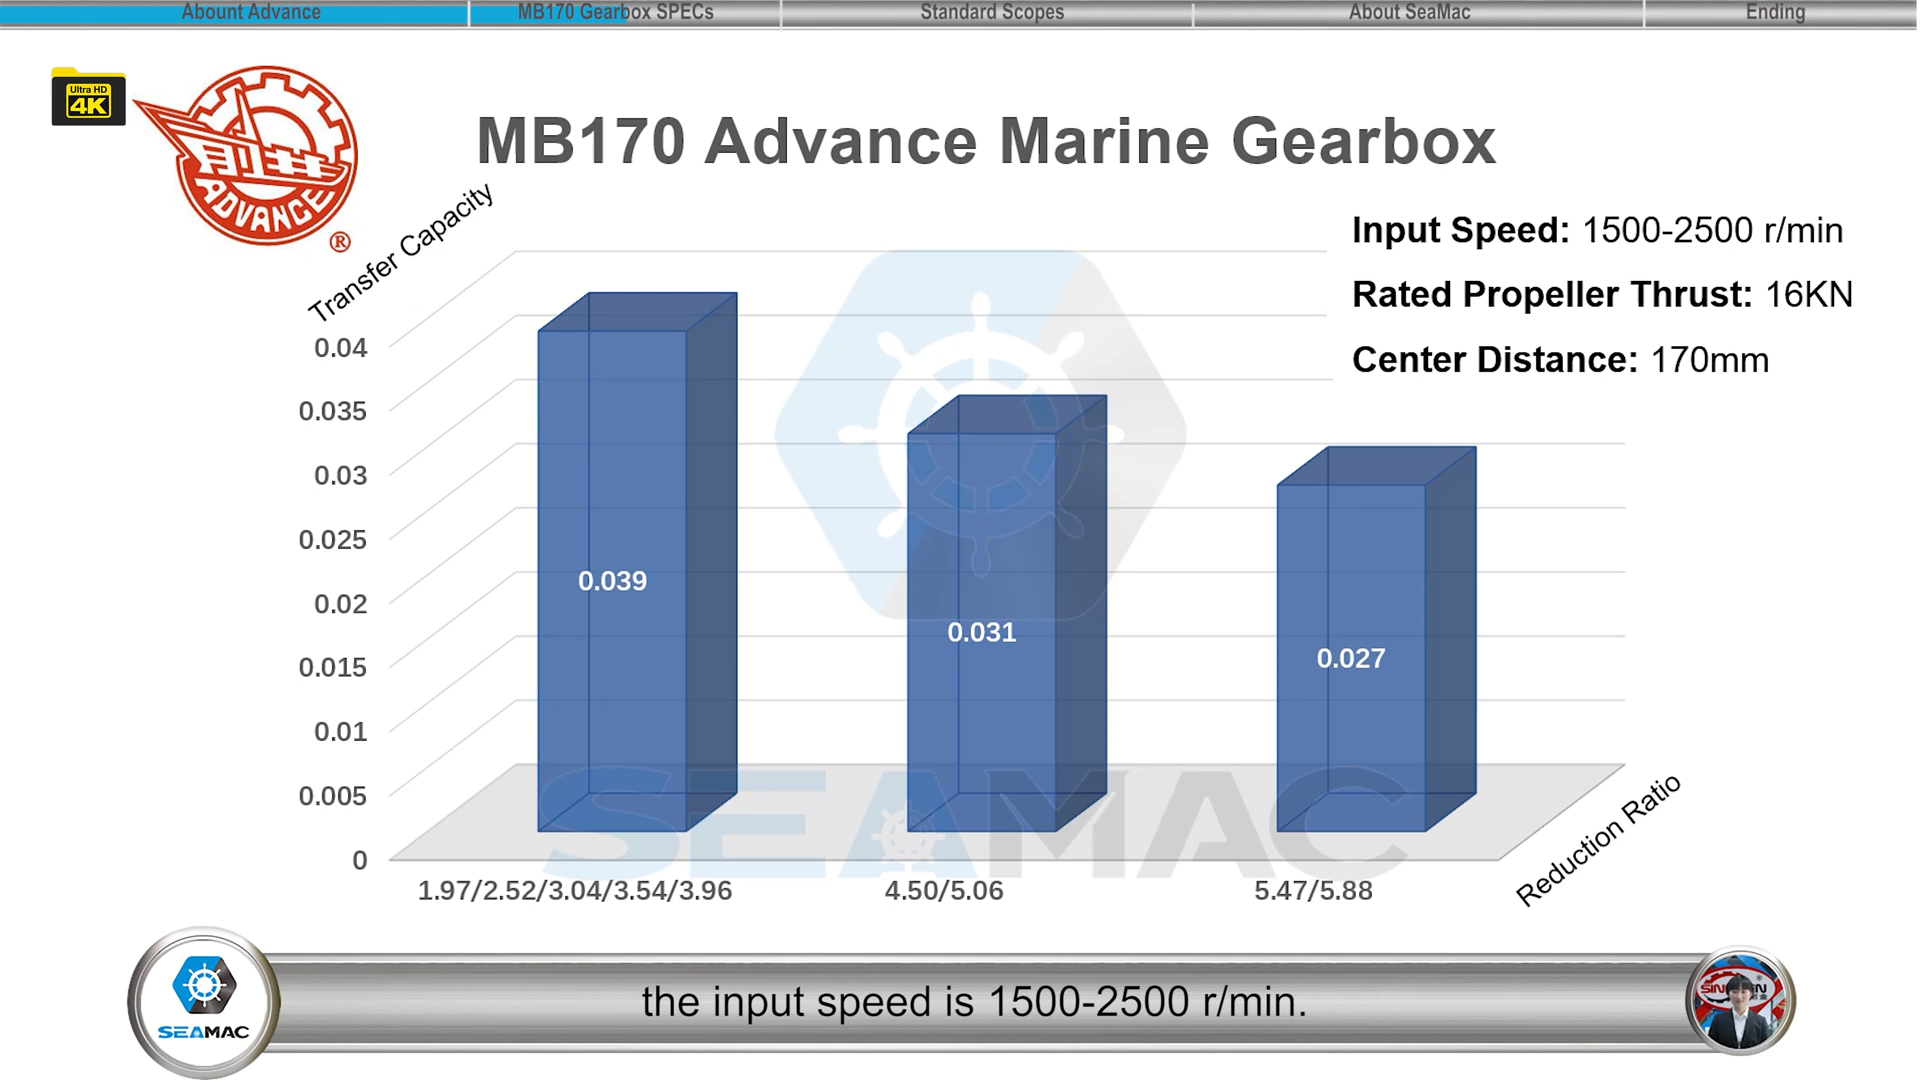 Abount Advance
MB170 Gearbox SPECs
Standard Scopes
About SeaMac
Ending
Ultra HD
4K
前进
ADVANCE
®
MB170 Advance Marine Gearbox
Transfer Capacity
Input Speed: 1500-2500 r/min
Rated Propeller Thrust: 16KN
Center Distance: 170mm
0.04
0.035
0.03
0.025
0.02
0.015
0.01
0.005
0
0.039
0.031
0.027
SEAMAC
1.97/2.52/3.04/3.54/3.96
4.50/5.06
5.47/5.88
Reduction Ratio
SEAMAC
the input speed is 1500-2500 r/min.